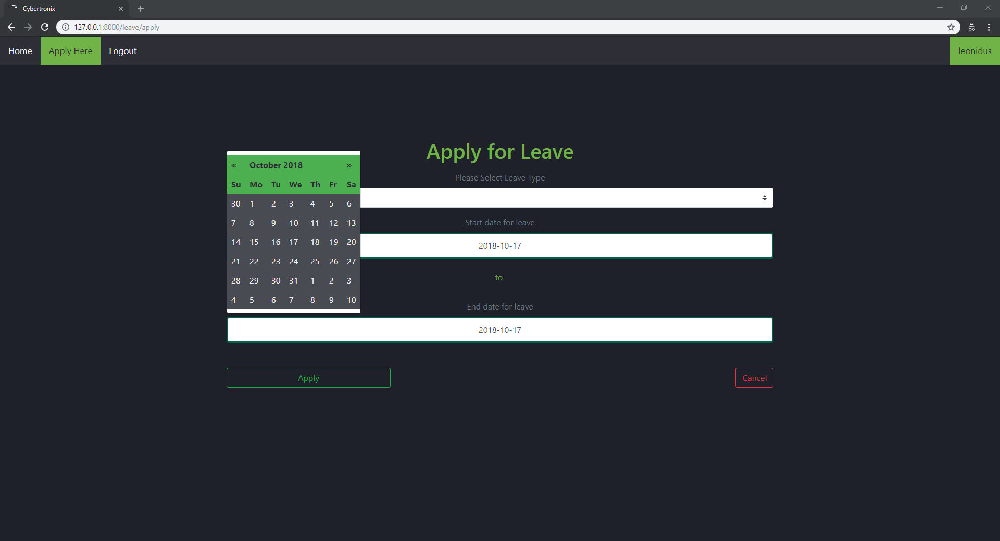 Cybertronix
127.0.0.1:8000/leave/apply
Home Apply Here Logout leonidus
Apply for Leave
Please Select Leave Type
« October 2018 »
Su Mo Tu We Th Fr Sa
30 1 2 3 4 5 6
7 8 9 10 11 12 13
14 15 16 17 18 19 20
21 22 23 24 25 26 27
28 29 30 31 1 2 3
4 5 6 7 8 9 10
Start date for leave
2018-10-17
to
End date for leave
2018-10-17
Apply Cancel